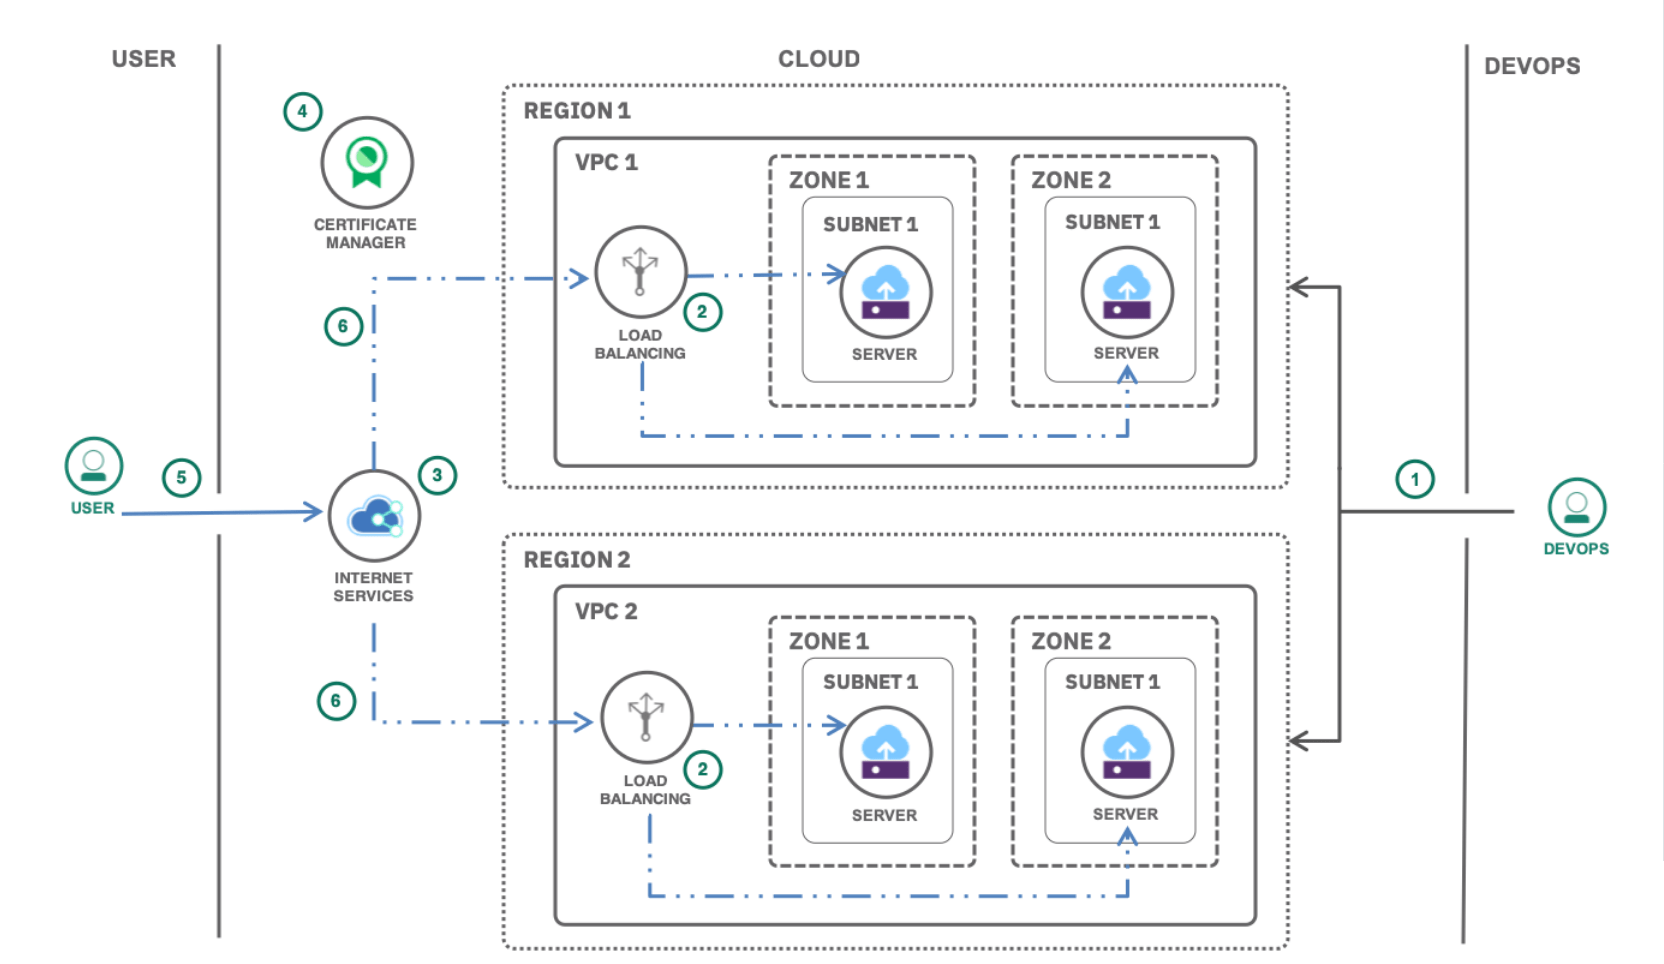 USER
CLOUD
DEVOPS
4
CERTIFICATE
MANAGER
REGION 1
VPC 1
ZONE 1
SUBNET 1
SERVER
ZONE 2
SUBNET 1
SERVER
2
LOAD
BALANCING
6
USER
5
3
INTERNET
SERVICES
1
DEVOPS
6
REGION 2
VPC 2
ZONE 1
SUBNET 1
SERVER
ZONE 2
SUBNET 1
SERVER
2
LOAD
BALANCING